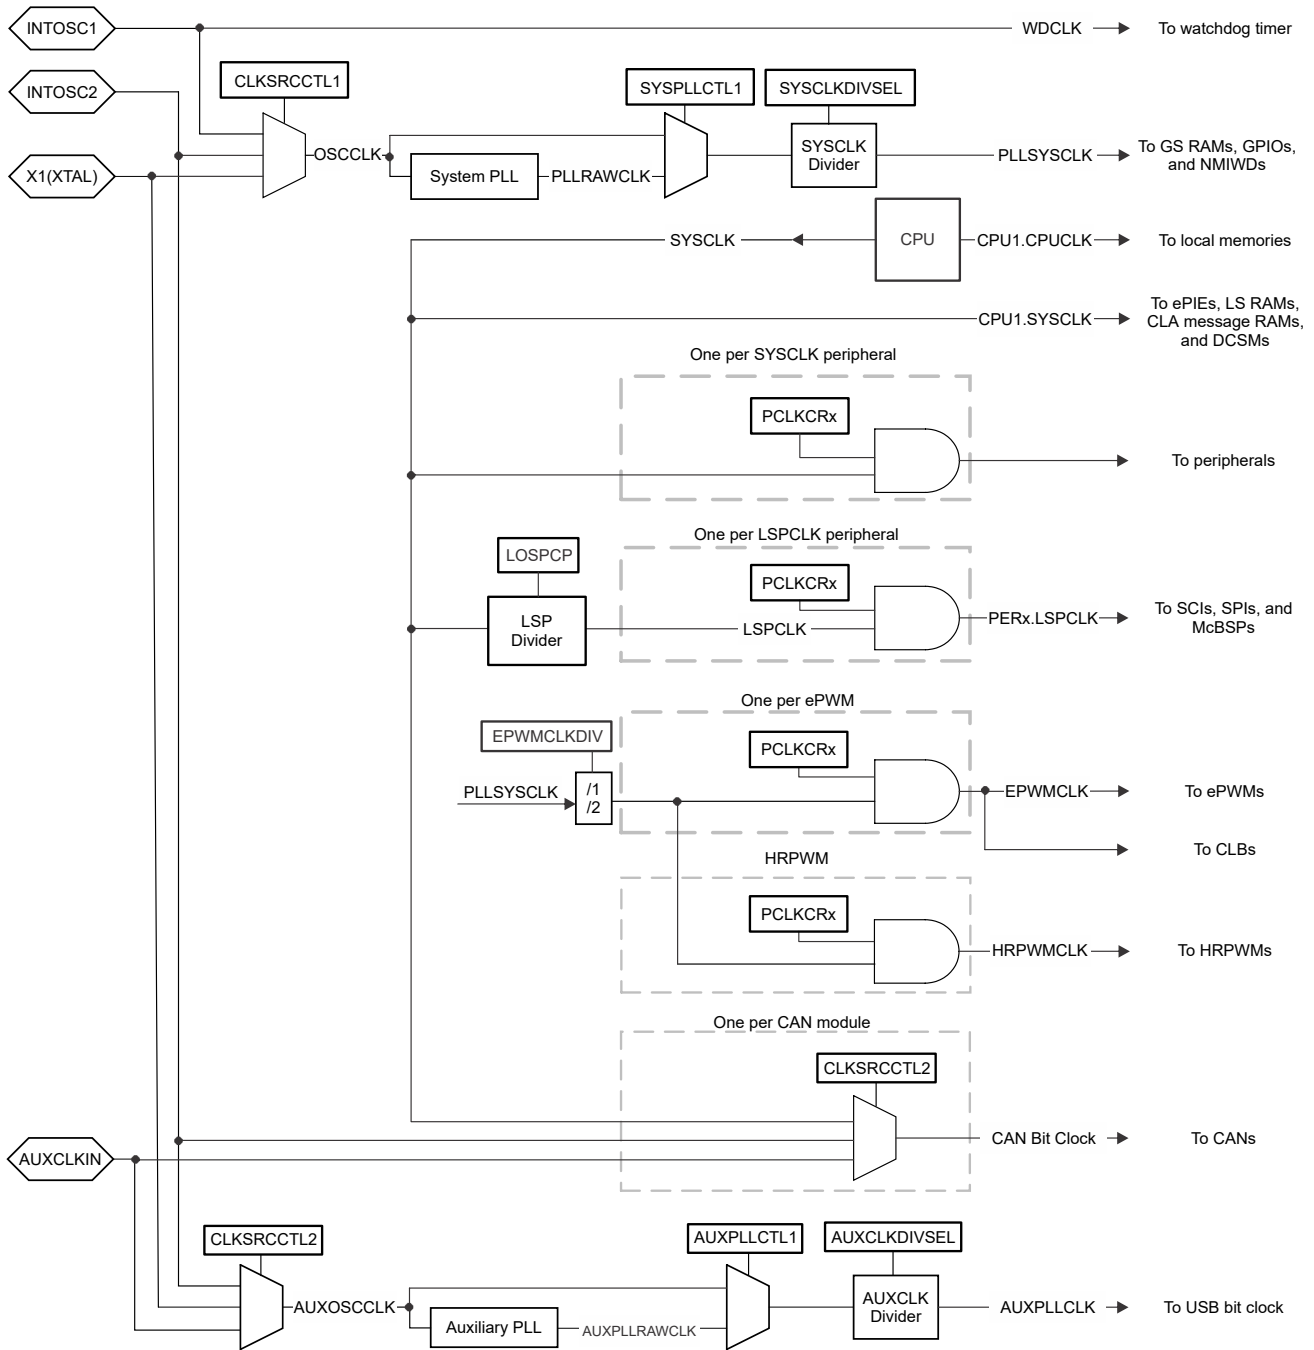 INTOSC1
WDCLK
To watchdog timer
INTOSC2
CLKSRCCTL1
SYSPLLCTL1
SYSCLKDIVSEL
X1(XTAL)
OSCCLK
System PLL
PLLRAWCLK
SYSCLK
Divider
PLLSYSCLK
To GS RAMs, GPIOs,
and NMIWDs
SYSCLK
CPU
CPU1.CPUCLK
To local memories
CPU1.SYSCLK
To ePIEs, LS RAMs,
CLA message RAMs,
and DCSMs
One per SYSCLK peripheral
PCLKCRx
To peripherals
One per LSPCLK peripheral
LOSPCP
PCLKCRx
LSP
Divider
LSPCLK
PERx.LSPCLK
To SCIs, SPIs, and
McBSPs
One per ePWM
EPWMCLKDIV
PCLKCRx
PLLSYSCLK
/1
/2
EPWMCLK
To ePWMs
To CLBs
HRPWM
PCLKCRx
HRPWMCLK
To HRPWMs
One per CAN module
CLKSRCCTL2
CAN Bit Clock
To CANs
AUXCLKIN
CLKSRCCTL2
AUXPLLCTL1
AUXCLKDIVSEL
AUXOSCCLK
Auxiliary PLL
AUXPLLRAWCLK
AUXCLK
Divider
AUXPLLCLK
To USB bit clock